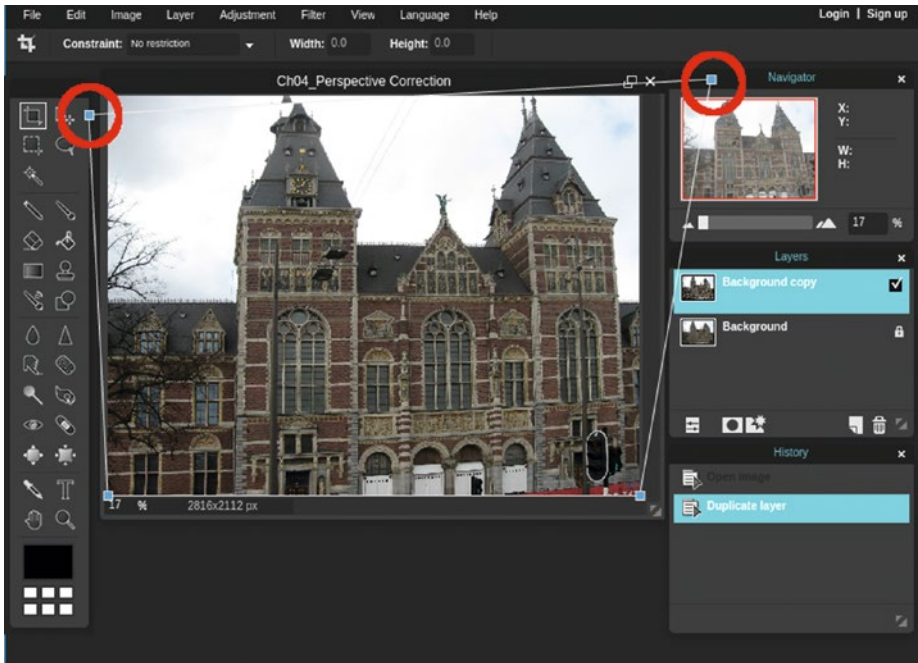 File Edit Image Layer Adjustment Filter View Language Help Login | Sign up
Constraint: No restriction Width: 0.0 Height: 0.0
Ch04_Perspective Correction
Navigator
X:
Y:
W:
H:
17 %
Layers
Background copy
Background
History
Open image
Duplicate layer
17 % 2816x2112 px